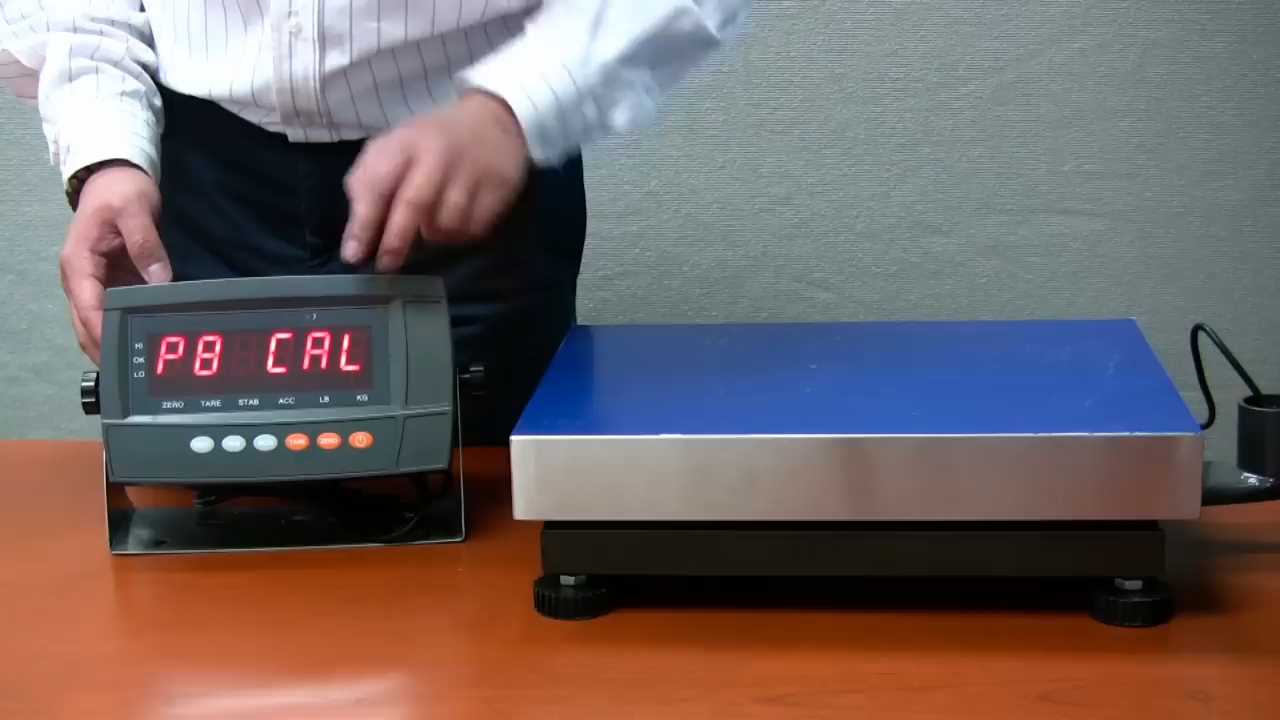 HI
OK
LO
P8 CAL
ZERO TARE STAB ACC LB KG
TARE ZERO